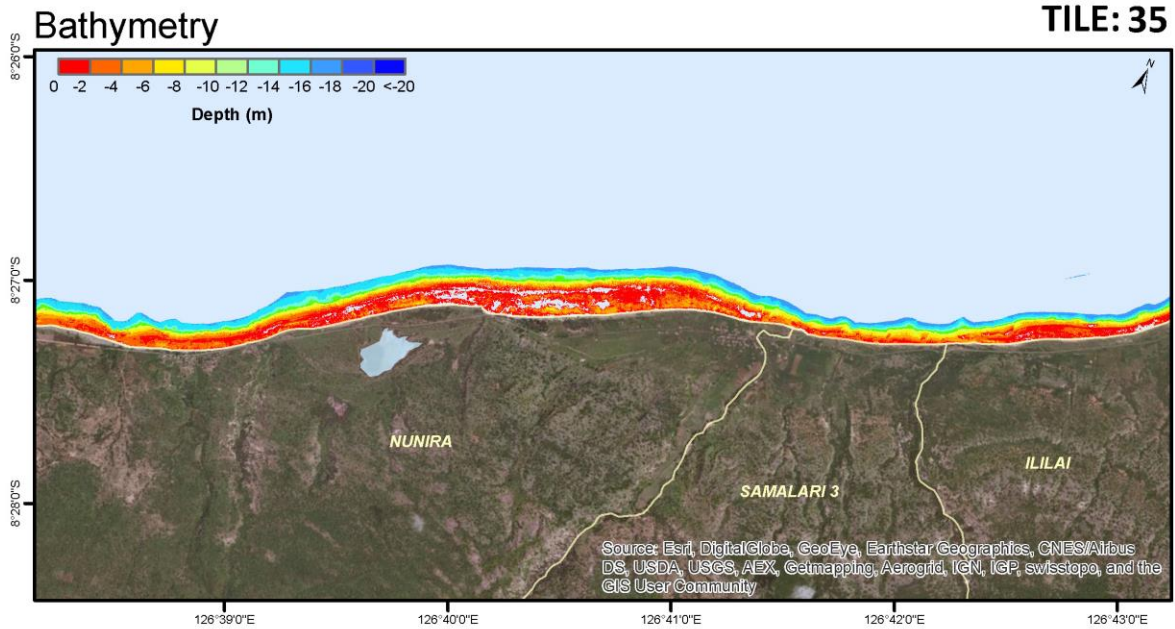 Bathymetry
TILE: 35
8°26'0"S
0 -2 -4 -6 -8 -10 -12 -14 -16 -18 -20 <-20
Depth (m)
N
8°27'0"S
NUNIRA
ILILAI
SAMALARI 3
8°28'0"S
Source: Esri, DigitalGlobe, GeoEye, Earthstar Geographics, CNES/Airbus
DS, USDA, USGS, AEX, Getmapping, Aerogrid, IGN, IGP, swisstopo, and the
GIS User Community
126°39'0"E 126°40'0"E 126°41'0"E 126°42'0"E 126°43'0"E